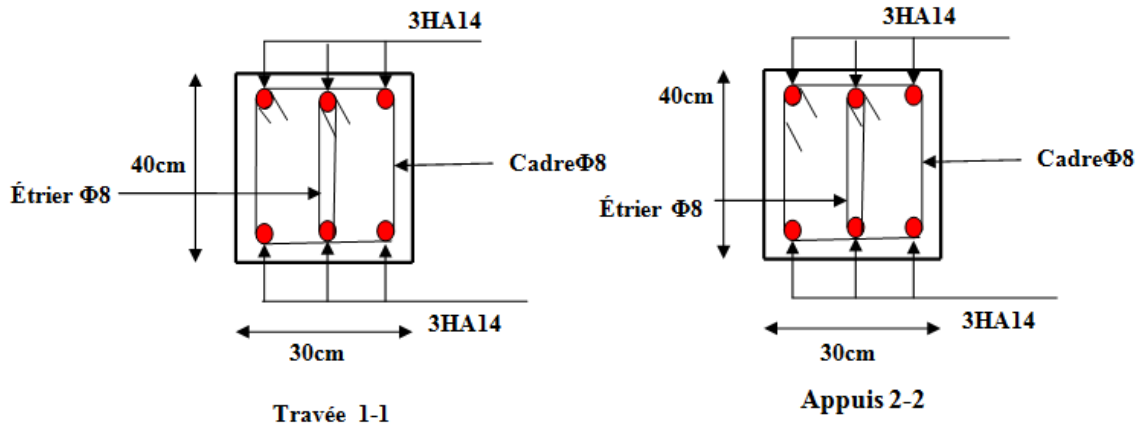 3HA14
40cm
CadreΦ8
Étrier Φ8
3HA14
30cm
Travée 1-1
3HA14
40cm
CadreΦ8
Étrier Φ8
3HA14
30cm
Appuis 2-2